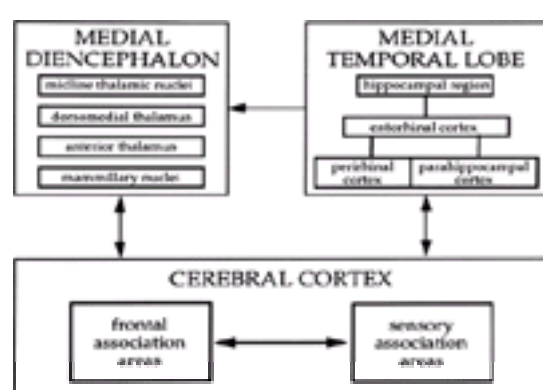 MEDIAL
DIENCEPHALON
midline thalamic nuclei
dorsomedial thalamus
anterior thalamus
mammillary nuclei
MEDIAL
TEMPORAL LOBE
hippocampal region
entorhinal cortex
perirhinal
cortex
parahippocampal
cortex
CEREBRAL CORTEX
frontal
association
areas
sensory
association
areas